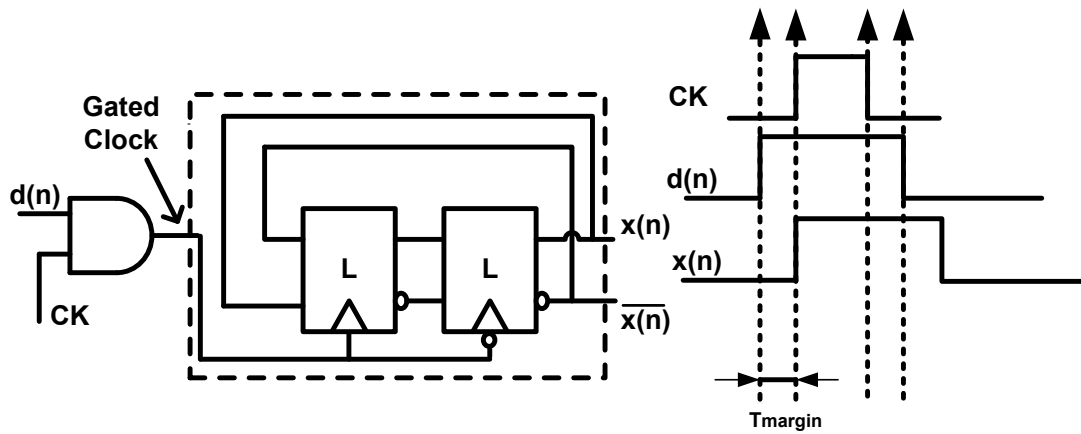 Gated
Clock
d(n)
CK
L
L
x(n)
x(n)
CK
d(n)
x(n)
Tmargin